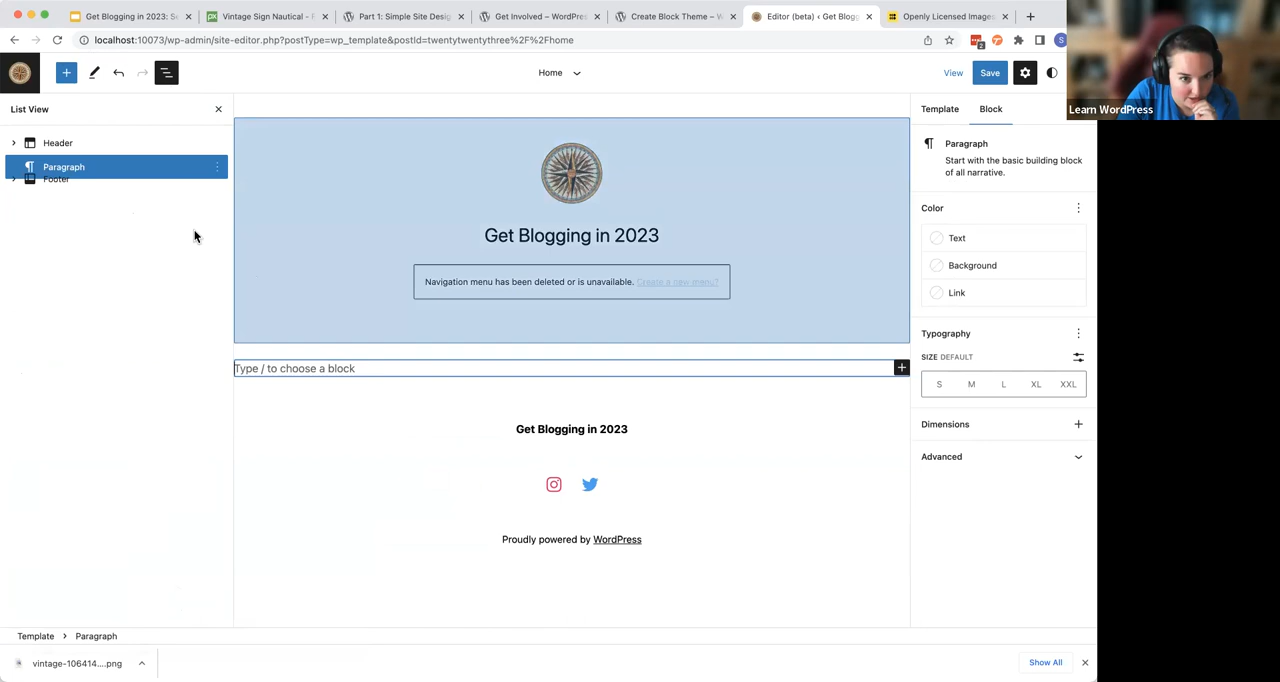 Get Blogging in 2023: S
Vintage Sign Nautical -
Part 1: Simple Site Desig
Get Involved – WordPres
Create Block Theme – W
Editor (beta) ‹ Get Blogg
Openly Licensed Images
localhost:10073/wp-admin/site-editor.php?postType=wp_template&postId=twentytwentythree%2F%2Fhome
2
S
Home
View
Save
Learn WordPress
List View
Template
Block
Header
Paragraph
Footer
Paragraph
Start with the basic building block
of all narrative.
Color
Text
Background
Link
Get Blogging in 2023
Navigation menu has been deleted or is unavailable. Create a new menu?
Typography
SIZE DEFAULT
S M L XL XXL
Type / to choose a block
Dimensions
Advanced
Get Blogging in 2023
Proudly powered by WordPress
Template > Paragraph
vintage-106414....png
Show All